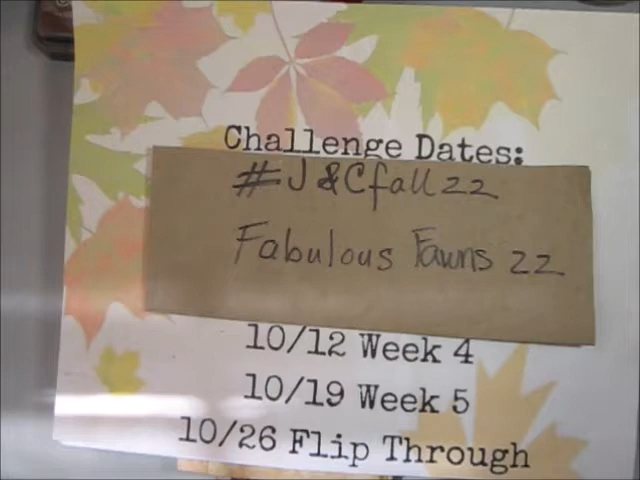 Challenge Dates:
#J&Cfall22
Fabulous Fawns 22
10/12 Week 4
10/19 Week 5
10/26 Flip Through